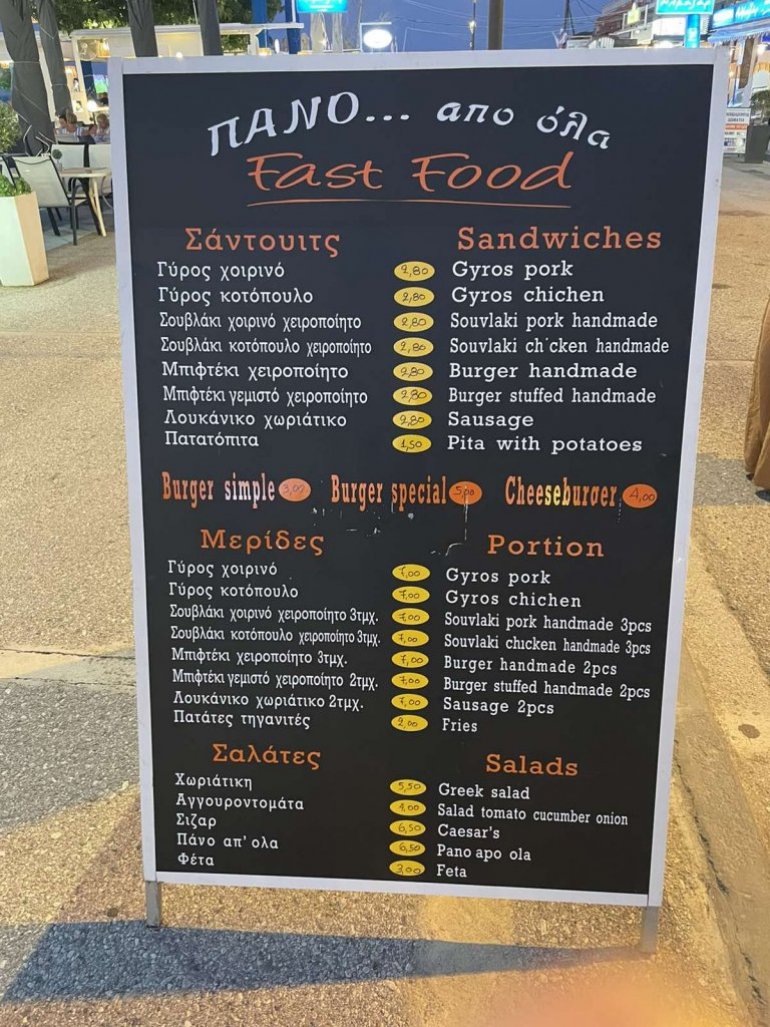 ΠΑΝΟ... απο όλα
Fast Food
Σάντουιτς Sandwiches
Γύρος χοιρινό 2,80 Gyros pork
Γύρος κοτόπουλο 2,80 Gyros chichen
Σουβλάκι χοιρινό χειροποίητο 2,80 Souvlaki pork handmade
Σουβλάκι κοτόπουλο χειροποίητο 2,80 Souvlaki ch cken handmade
Μπιφτέκι χειροποίητο 2,80 Burger handmade
Μπιφτέκι γεμιστό χειροποίητο 2,80 Burger stuffed handmade
Λουκάνικο χωριάτικο 2,80 Sausage
Πατατόπιτα 1,50 Pita with potatoes
Burger simple 3,00 Burger special 5,00 Cheeseburger 4,00
Μερίδες Portion
Γύρος χοιρινό 7,00 Gyros pork
Γύρος κοτόπουλο 7,00 Gyros chichen
Σουβλάκι χοιρινό χειροποίητο 3τμχ. 7,00 Souvlaki pork handmade 3pcs
Σουβλάκι κοτόπουλο χειροποίητο 3τμχ. 7,00 Souvlaki chicken handmade 3pcs
Μπιφτέκι χειροποίητο 3τμχ. 7,00 Burger handmade 2pcs
Μπιφτέκι γεμιστό χειροποίητο 2τμχ. 7,00 Burger stuffed handmade 2pcs
Λουκάνικο χωριάτικο 2τμχ. 7,00 Sausage 2pcs
Πατάτες τηγανιτές 2,00 Fries
Σαλάτες Salads
Χωριάτικη 5,50 Greek salad
Αγγουροντομάτα 4,00 Salad tomato cucumber onion
Σιζαρ 6,50 Caesar's
Πάνο απ' ολα 6,50 Pano apo ola
Φέτα 3,00 Feta